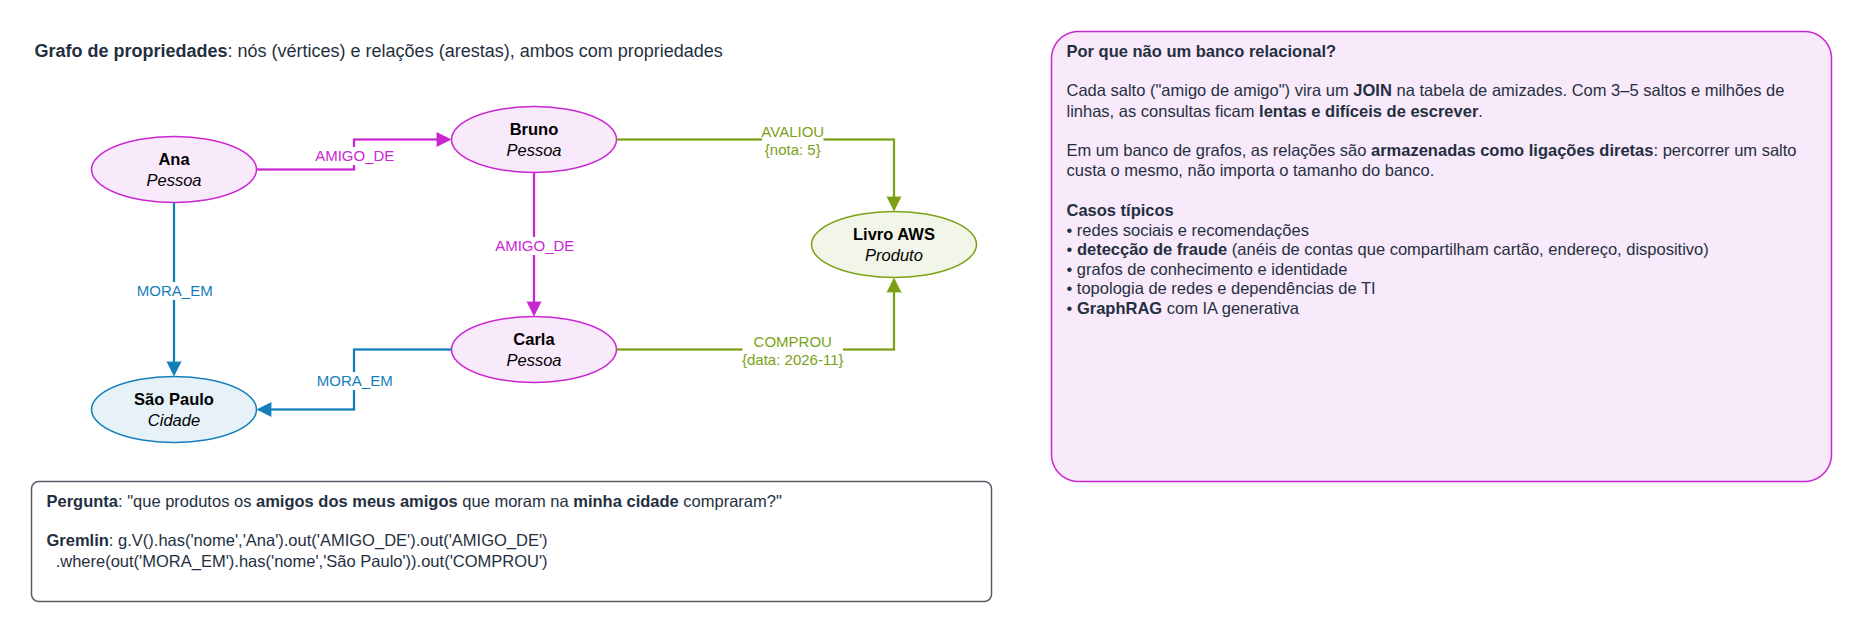 Grafo de propriedades: nós (vértices) e relações (arestas), ambos com propriedades
Ana
Pessoa
AMIGO_DE
Bruno
Pessoa
AVALIOU
{nota: 5}
Livro AWS
Produto
AMIGO_DE
MORA_EM
Carla
Pessoa
COMPROU
{data: 2026-11}
MORA_EM
São Paulo
Cidade
Pergunta: "que produtos os amigos dos meus amigos que moram na minha cidade compraram?"
Gremlin: g.V().has('nome','Ana').out('AMIGO_DE').out('AMIGO_DE')
.where(out('MORA_EM').has('nome','São Paulo')).out('COMPROU')
Por que não um banco relacional?
Cada salto ("amigo de amigo") vira um JOIN na tabela de amizades. Com 3–5 saltos e milhões de
linhas, as consultas ficam lentas e difíceis de escrever.
Em um banco de grafos, as relações são armazenadas como ligações diretas: percorrer um salto
custa o mesmo, não importa o tamanho do banco.
Casos típicos
• redes sociais e recomendações
• detecção de fraude (anéis de contas que compartilham cartão, endereço, dispositivo)
• grafos de conhecimento e identidade
• topologia de redes e dependências de TI
• GraphRAG com IA generativa